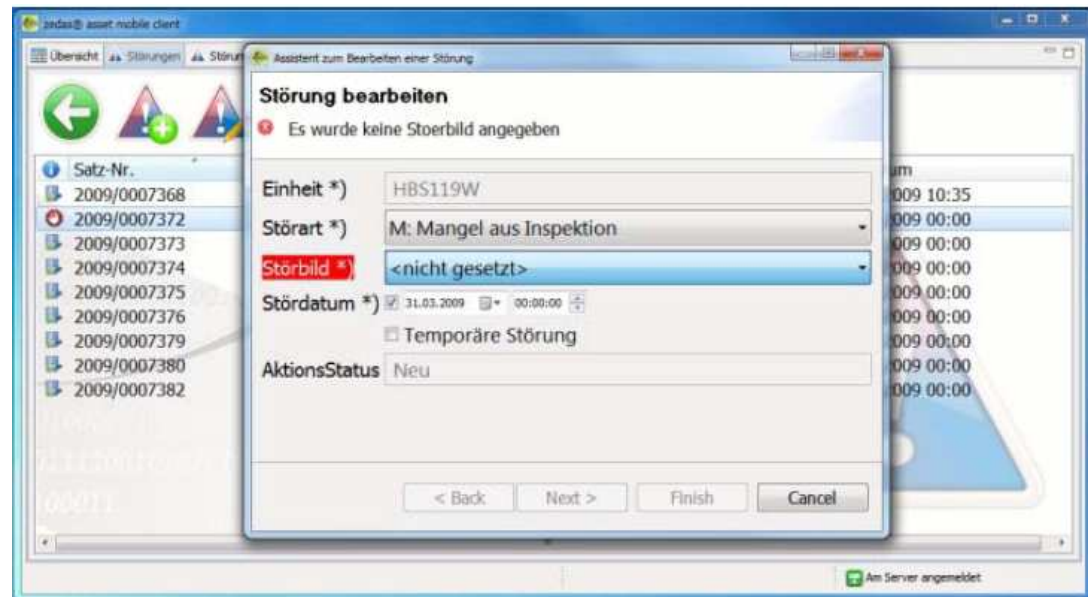 zedas® asset mobile client
Übersicht Störungen Störun
Assistent zum Bearbeiten einer Störung
Störung bearbeiten
Es wurde keine Stoerbild angegeben
Satz-Nr. um
2009/0007368 009 10:35
2009/0007372 009 00:00
2009/0007373 009 00:00
2009/0007374 009 00:00
2009/0007375 009 00:00
2009/0007376 009 00:00
2009/0007379 009 00:00
2009/0007380 009 00:00
2009/0007382 009 00:00
Einheit *) HBS119W
Störart *) M: Mangel aus Inspektion
Störbild *) <nicht gesetzt>
Stördatum *) 31.03.2009 00:00:00
Temporäre Störung
AktionsStatus Neu
< Back Next > Finish Cancel
Am Server angemeldet